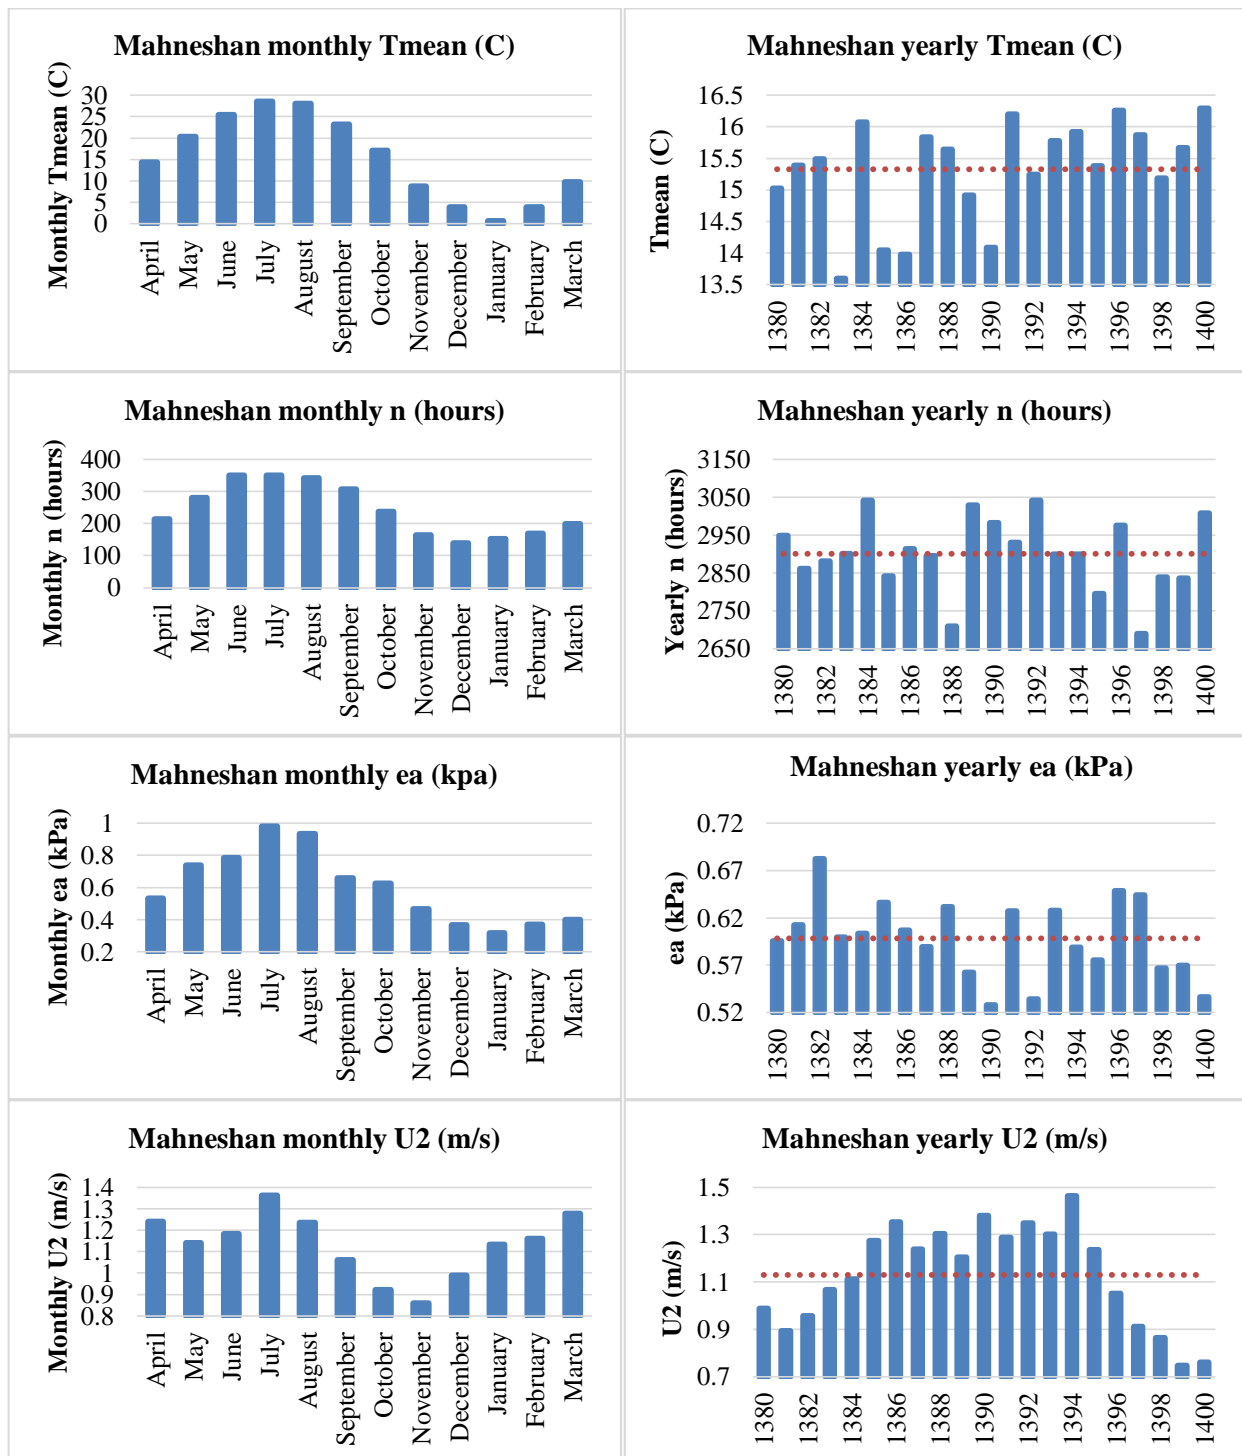 Mahneshan monthly Tmean (C)
Monthly Tmean (C)
30
25
20
15
10
5
0
April
May
June
July
August
September
October
November
December
January
February
March
Mahneshan yearly Tmean (C)
Tmean (C)
16.5
16
15.5
15
14.5
14
13.5
1380
1382
1384
1386
1388
1390
1392
1394
1396
1398
1400
Mahneshan monthly n (hours)
Monthly n (hours)
400
300
200
100
0
April
May
June
July
August
September
October
November
December
January
February
March
Mahneshan yearly n (hours)
Yearly n (hours)
3150
3050
2950
2850
2750
2650
1380
1382
1384
1386
1388
1390
1392
1394
1396
1398
1400
Mahneshan monthly ea (kpa)
Monthly ea (kPa)
1
0.8
0.6
0.4
0.2
April
May
June
July
August
September
October
November
December
January
February
March
Mahneshan yearly ea (kPa)
ea (kPa)
0.72
0.67
0.62
0.57
0.52
1380
1382
1384
1386
1388
1390
1392
1394
1396
1398
1400
Mahneshan monthly U2 (m/s)
Monthly U2 (m/s)
1.4
1.3
1.2
1.1
1
0.9
0.8
April
May
June
July
August
September
October
November
December
January
February
March
Mahneshan yearly U2 (m/s)
U2 (m/s)
1.5
1.3
1.1
0.9
0.7
1380
1382
1384
1386
1388
1390
1392
1394
1396
1398
1400